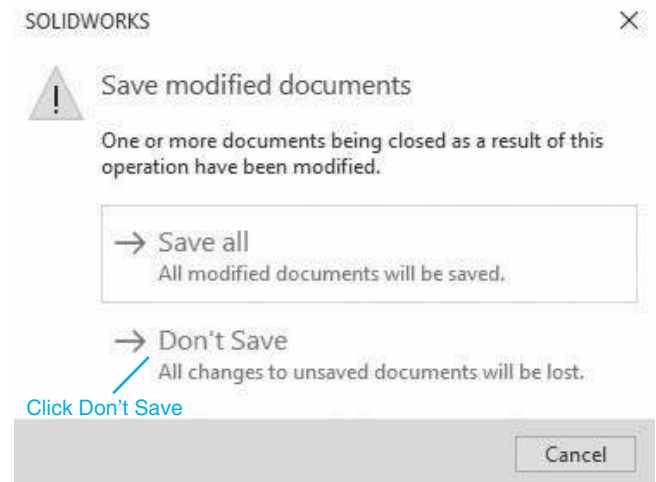 SOLIDWORKS
Save modified documents
One or more documents being closed as a result of this
operation have been modified.
Save all
All modified documents will be saved.
Don't Save
All changes to unsaved documents will be lost.
Click Don’t Save
Cancel